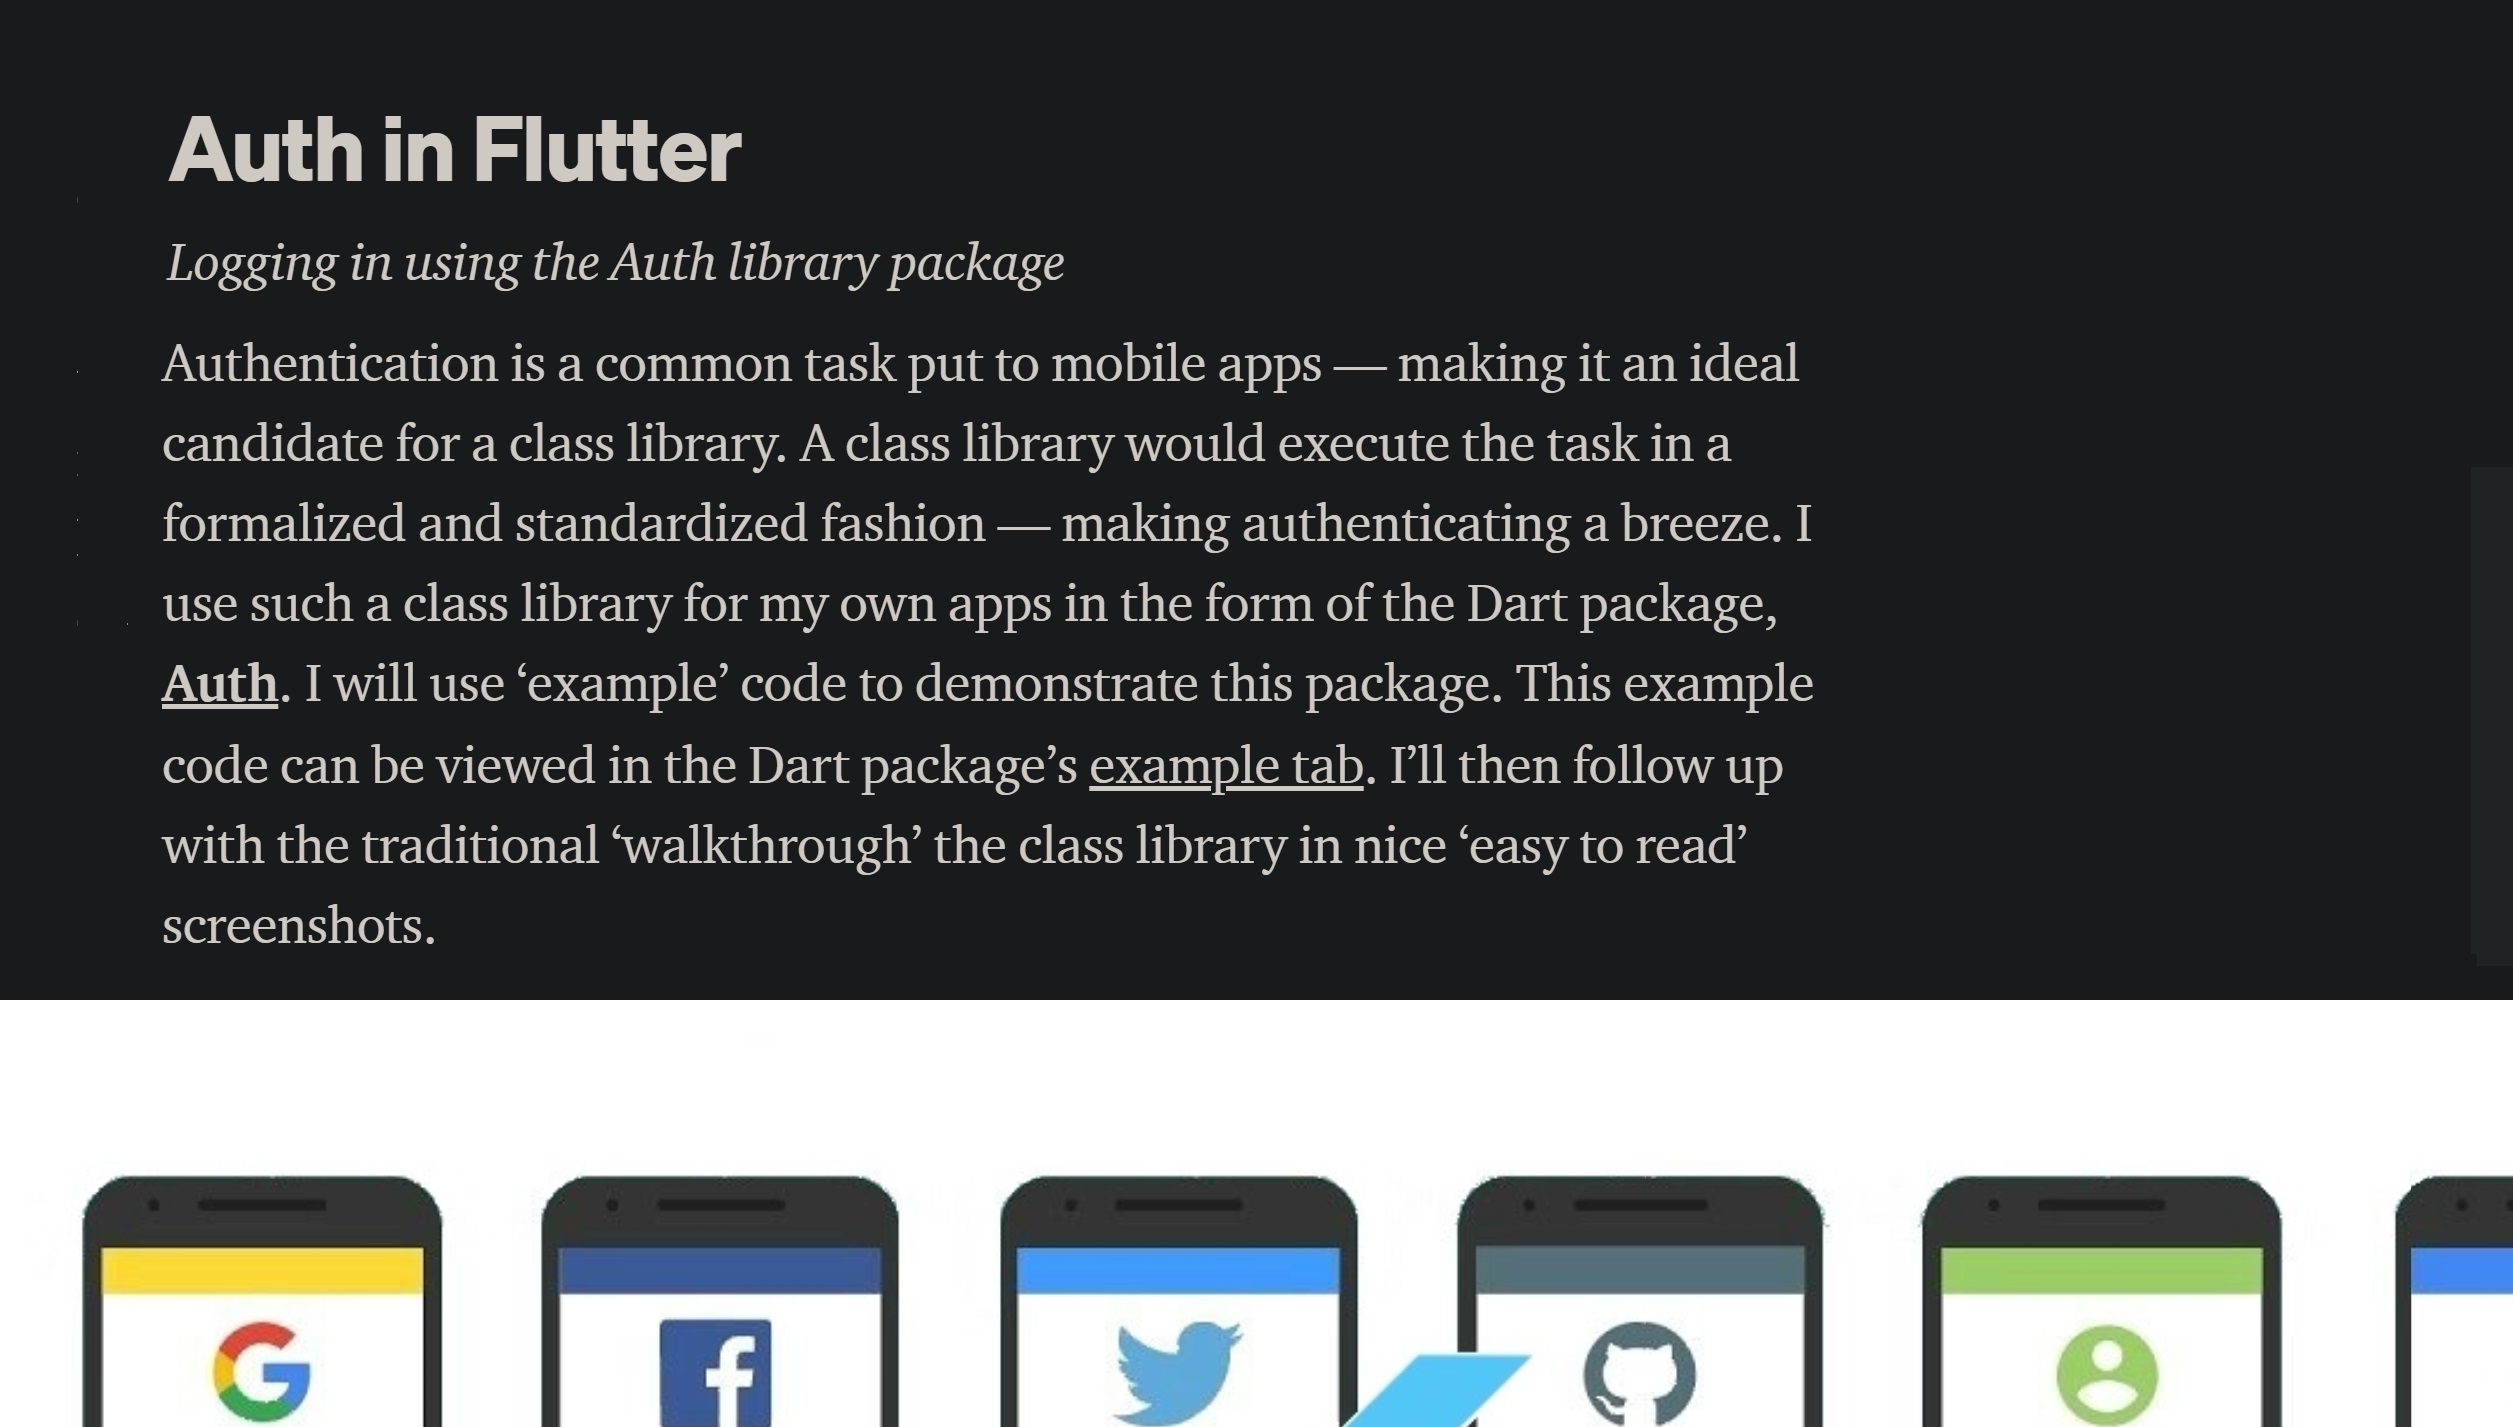 Auth in Flutter
Logging in using the Auth library package
Authentication is a common task put to mobile apps — making it an ideal
candidate for a class library. A class library would execute the task in a
formalized and standardized fashion — making authenticating a breeze. I
use such a class library for my own apps in the form of the Dart package,
Auth. I will use ‘example’ code to demonstrate this package. This example
code can be viewed in the Dart package’s example tab. I’ll then follow up
with the traditional ‘walkthrough’ the class library in nice ‘easy to read’
screenshots.